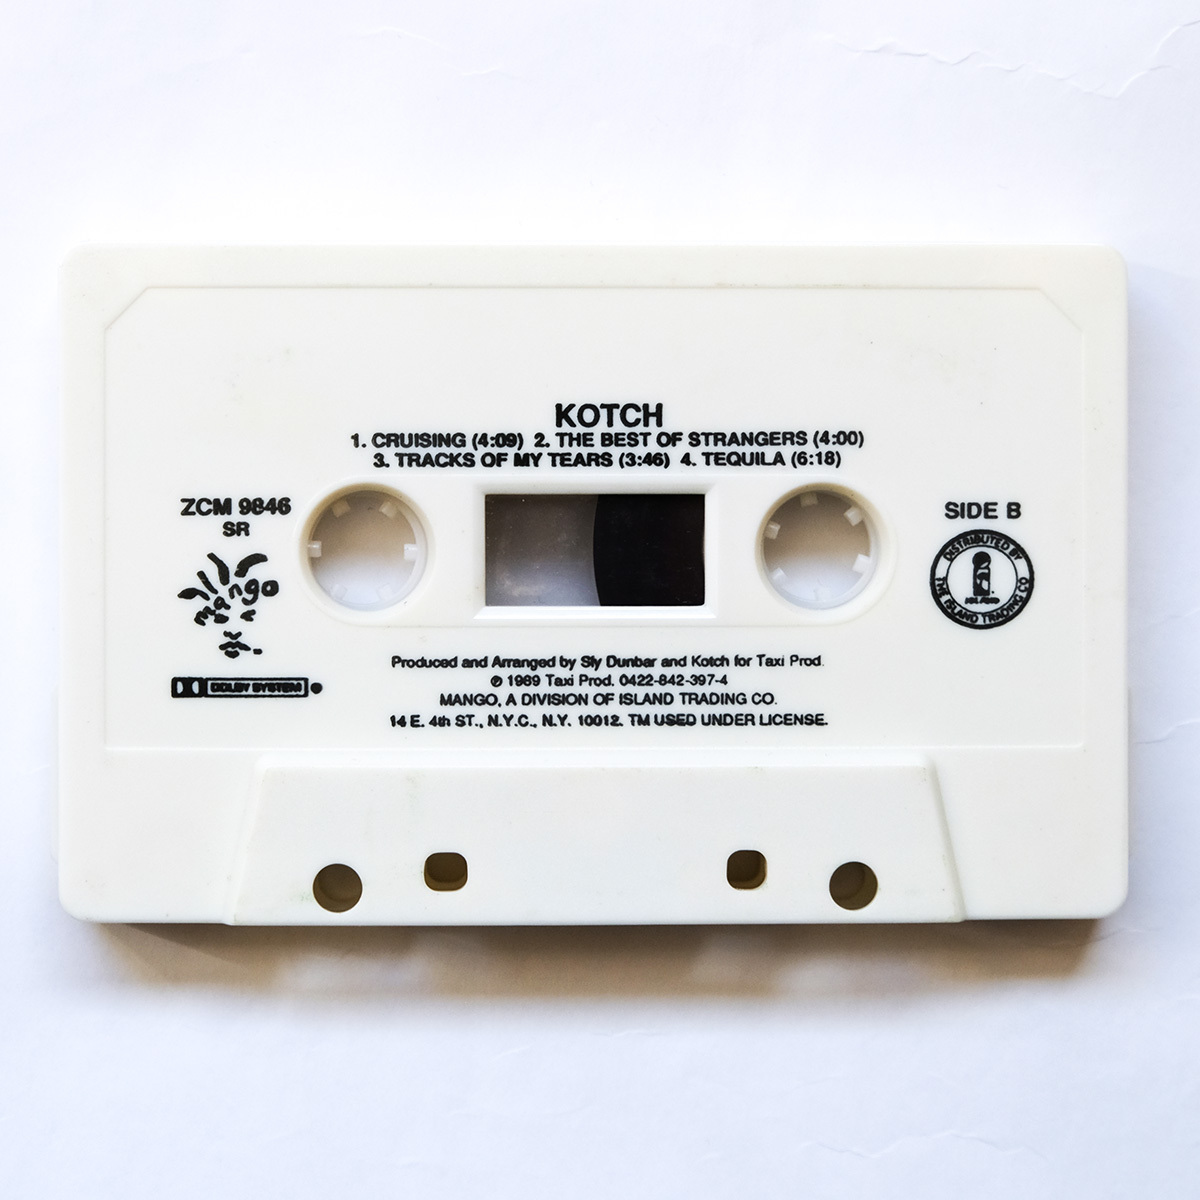 KOTCH
1. CRUISING (4:09) 2. THE BEST OF STRANGERS (4:00)
3. TRACKS OF MY TEARS (3:46) 4. TEQUILA (6:18)
ZCM 9846
SR
mango
DOLBY SYSTEM
SIDE B
DISTRIBUTED BY
ISLAND
THE ISLAND TRADING CO
Produced and Arranged by Sly Dunbar and Kotch for Taxi Prod.
℗ 1989 Taxi Prod. 0422-842-397-4
MANGO, A DIVISION OF ISLAND TRADING CO.
14 E. 4th ST., N.Y.C., N.Y. 10012. TM USED UNDER LICENSE.